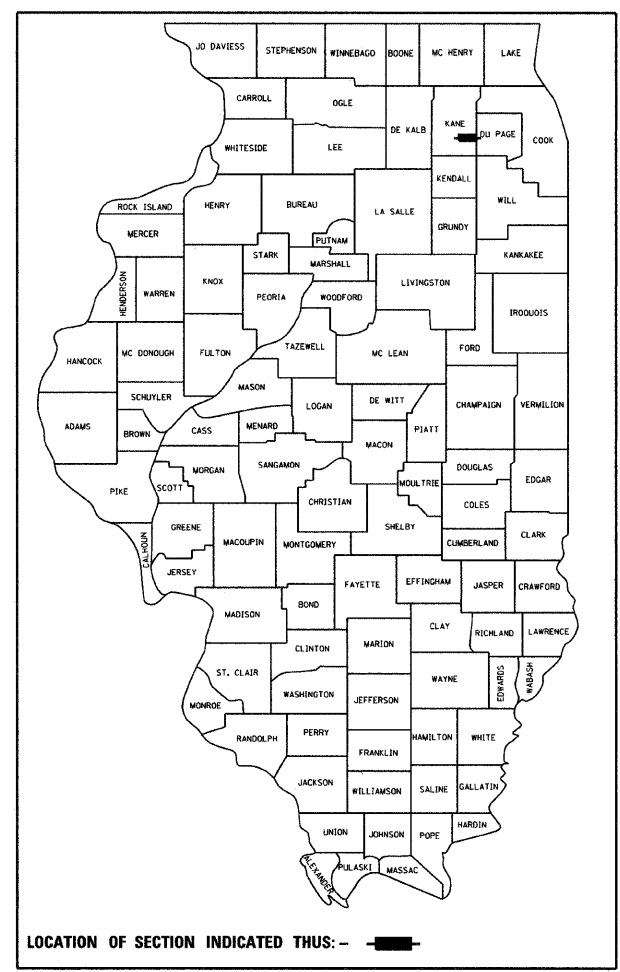 JO DAVIESS
STEPHENSON
WINNEBAGO
BOONE
MC HENRY
LAKE
CARROLL
OGLE
DE KALB
KANE
DU PAGE
COOK
WHITESIDE
LEE
KENDALL
WILL
ROCK ISLAND
HENRY
BUREAU
LA SALLE
GRUNDY
MERCER
PUTNAM
STARK
MARSHALL
KANKAKEE
HENDERSON
WARREN
KNOX
PEORIA
WOODFORD
LIVINGSTON
IROQUOIS
HANCOCK
MC DONOUGH
FULTON
TAZEWELL
MC LEAN
FORD
SCHUYLER
MASON
LOGAN
DE WITT
CHAMPAIGN
VERMILION
ADAMS
BROWN
CASS
MENARD
MACON
PIATT
PIKE
SCOTT
MORGAN
SANGAMON
CHRISTIAN
MOULTRIE
DOUGLAS
EDGAR
COLES
GREENE
MACOUPIN
MONTGOMERY
SHELBY
CUMBERLAND
CLARK
CALHOUN
JERSEY
FAYETTE
EFFINGHAM
JASPER
CRAWFORD
MADISON
BOND
CLAY
RICHLAND
LAWRENCE
CLINTON
MARION
ST. CLAIR
WASHINGTON
WAYNE
EDWARDS
WABASH
MONROE
JEFFERSON
RANDOLPH
PERRY
HAMILTON
WHITE
FRANKLIN
JACKSON
WILLIAMSON
SALINE
GALLATIN
UNION
JOHNSON
POPE
HARDIN
ALEXANDER
PULASKI
MASSAC
LOCATION OF SECTION INDICATED THUS: -